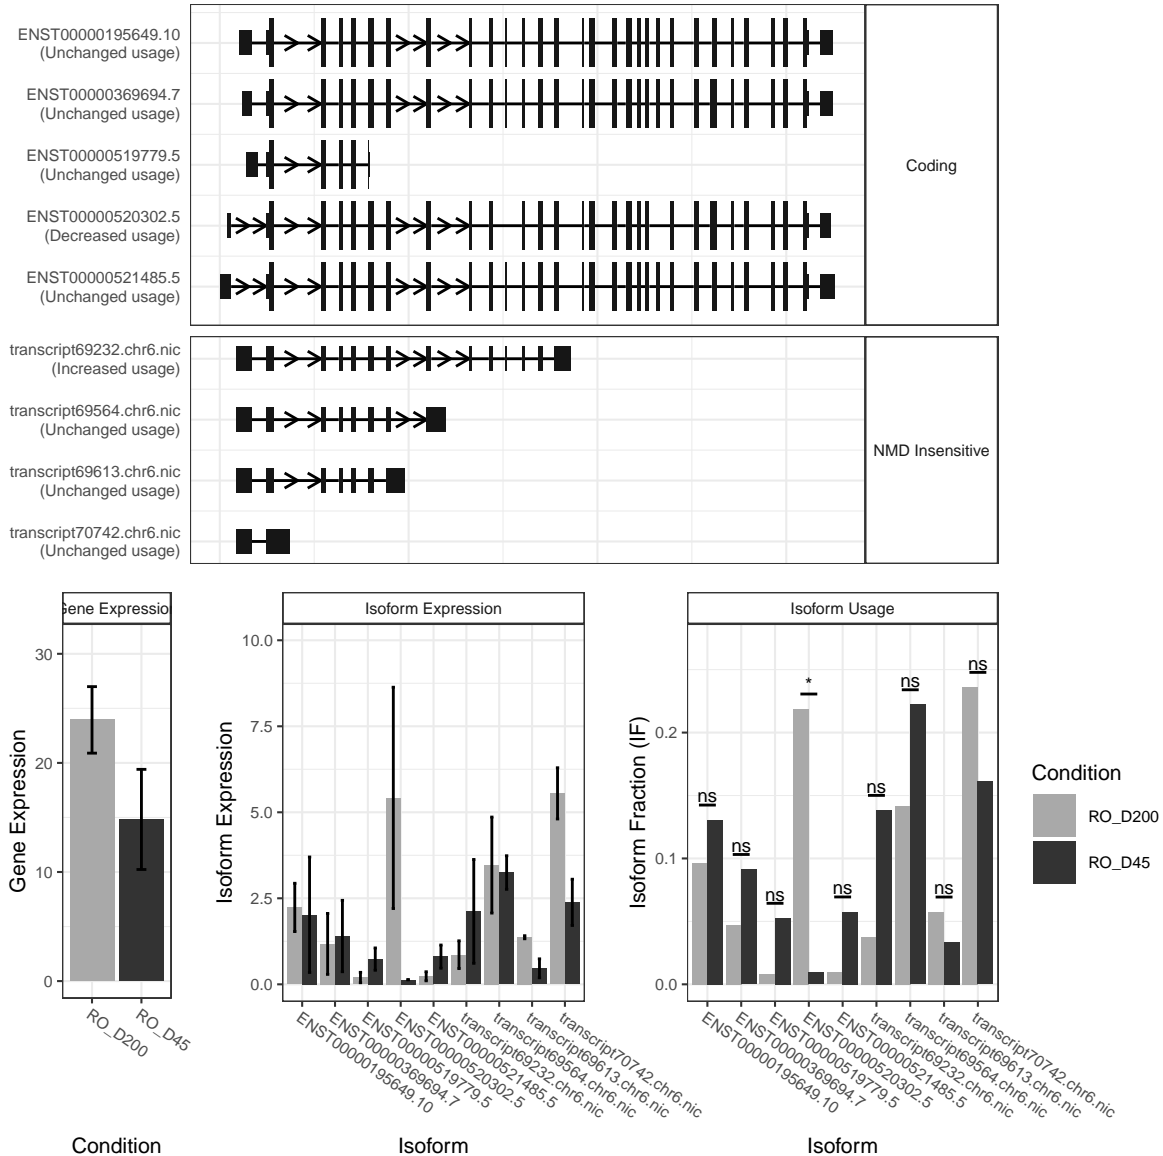 ENST00000195649.10
(Unchanged usage)
ENST00000369694.7
(Unchanged usage)
ENST00000519779.5
(Unchanged usage)
ENST00000520302.5
(Decreased usage)
ENST00000521485.5
(Unchanged usage)
Coding
transcript69232.chr6.nic
(Increased usage)
transcript69564.chr6.nic
(Unchanged usage)
transcript69613.chr6.nic
(Unchanged usage)
transcript70742.chr6.nic
(Unchanged usage)
NMD Insensitive
Gene Expression
Gene Expression
30
20
10
0
RO_D200
RO_D45
Condition
Isoform Expression
Isoform Expression
10.0
7.5
5.0
2.5
0.0
ENST00000195649.10
ENST00000369694.7
ENST00000519779.5
ENST00000520302.5
ENST00000521485.5
transcript69232.chr6.nic
transcript69564.chr6.nic
transcript69613.chr6.nic
transcript70742.chr6.nic
Isoform
Isoform Usage
Isoform Fraction (IF)
0.2
0.1
0.0
ns
ns
ns
*
ns
ns
ns
ns
ns
ENST00000195649.10
ENST00000369694.7
ENST00000519779.5
ENST00000520302.5
ENST00000521485.5
transcript69232.chr6.nic
transcript69564.chr6.nic
transcript69613.chr6.nic
transcript70742.chr6.nic
Isoform
Condition
RO_D200
RO_D45